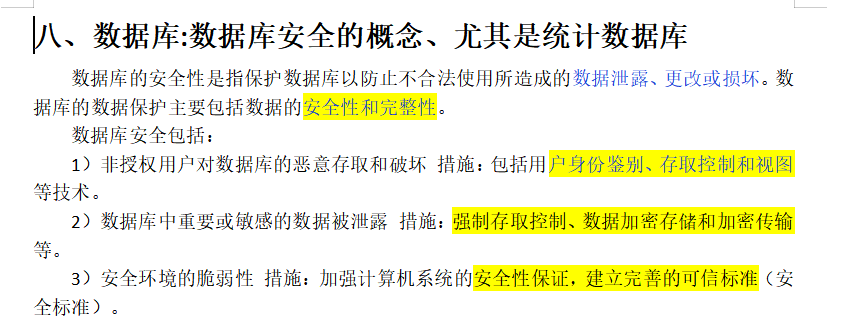 八、数据库:数据库安全的概念、尤其是统计数据库
数据库的安全性是指保护数据库以防止不合法使用所造成的数据泄露、更改或损坏。数
据库的数据保护主要包括数据的安全性和完整性。
数据库安全包括：
1）非授权用户对数据库的恶意存取和破坏 措施：包括用户身份鉴别、存取控制和视图
等技术。
2）数据库中重要或敏感的数据被泄露 措施：强制存取控制、数据加密存储和加密传输
等。
3）安全环境的脆弱性 措施：加强计算机系统的安全性保证，建立完善的可信标准（安
全标准）。